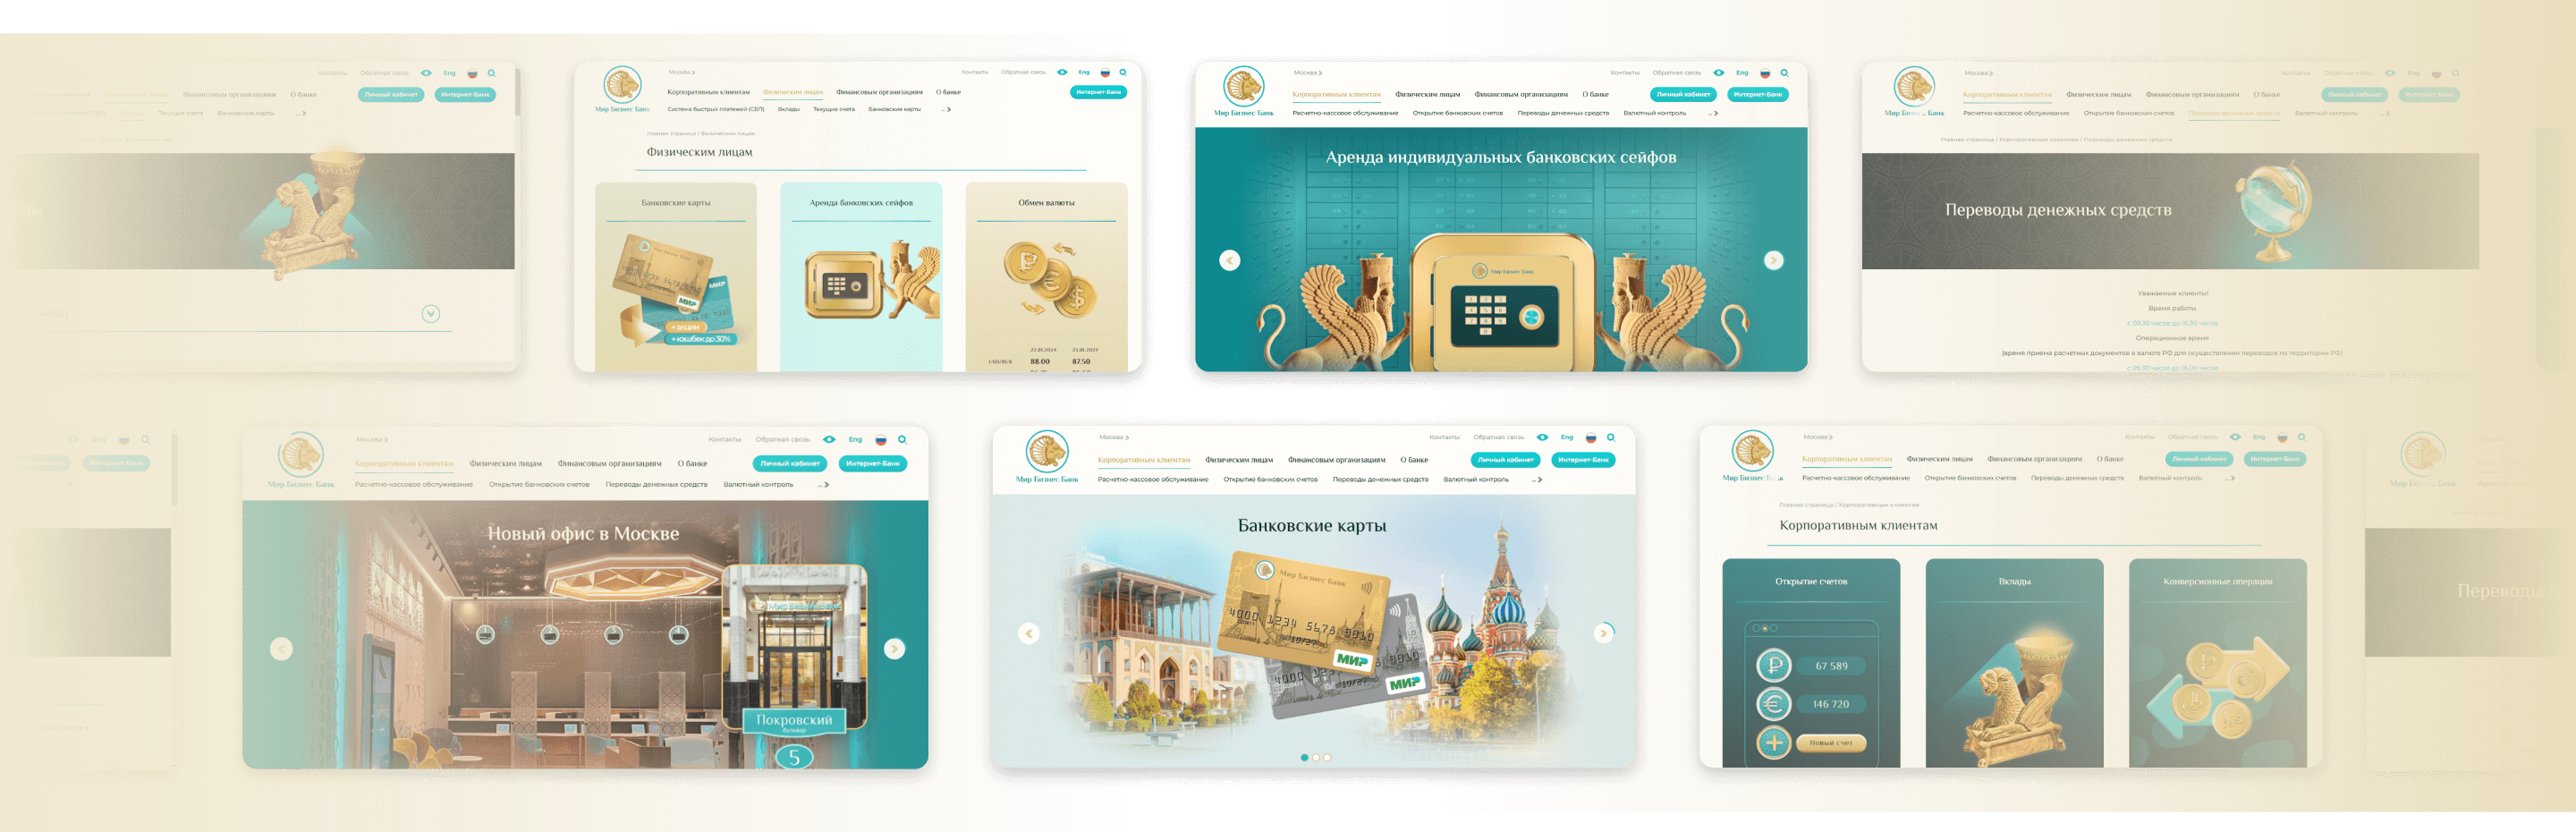 Контакты Обратная связь Eng
Финансовым организациям О банке Личный кабинет Интернет-Банк
Текущие счета Банковские карты ...
Москва
Контакты Обратная связь Eng
Мир Бизнес Банк
Корпоративным клиентам Физическим лицам Финансовым организациям О банке Интернет-Банк
Система быстрых платежей (СБП) Вклады Текущие счета Банковские карты ...
Главная страница / Физическим лицам
Физическим лицам
Банковские карты
МИР
МИР
+ акции
+ кэшбек до 30%
Аренда банковских сейфов
Обмен валюты
22.01.2024 23.01.2024
88.00 87.50
Москва
Контакты Обратная связь Eng
Мир Бизнес Банк
Корпоративным клиентам Физическим лицам Финансовым организациям О банке Личный кабинет Интернет-Банк
Расчетно-кассовое обслуживание Открытие банковских счетов Переводы денежных средств Валютный контроль ...
Аренда индивидуальных банковских сейфов
Мир Бизнес Банк
Москва
Контакты Обратная связь Eng
Корпоративным клиентам Физическим лицам Финансовым организациям О банке Личный кабинет Интернет-Банк
Расчетно-кассовое обслуживание Открытие банковских счетов Переводы денежных средств Валютный контроль ...
Главная страница / Корпоративным клиентам / Переводы денежных средств
Переводы денежных средств
Уважаемые клиенты!
Время работы
с 09.30 часов до 16.30 часов
Операционное время
(время приема расчетных документов в валюте РФ для осуществления переводов по территории РФ)
с 09.30 часов до 16.00 часов
Москва
Контакты Обратная связь Eng
Мир Бизнес Банк
Корпоративным клиентам Физическим лицам Финансовым организациям О банке Личный кабинет Интернет-Банк
Расчетно-кассовое обслуживание Открытие банковских счетов Переводы денежных средств Валютный контроль ...
Новый офис в Москве
Мир Бизнес Банк
Покровский
бульвар
5
Москва
Контакты Обратная связь Eng
Мир Бизнес Банк
Корпоративным клиентам Физическим лицам Финансовым организациям О банке Личный кабинет Интернет-Банк
Расчетно-кассовое обслуживание Открытие банковских счетов Переводы денежных средств Валютный контроль ...
Банковские карты
Мир Бизнес Банк
4000 1234 5678 9010
10/27
МИР
МИР
Москва
Контакты Обратная связь Eng
Корпоративным клиентам Физическим лицам Финансовым организациям О банке Личный кабинет Интернет-Банк
Расчетно-кассовое обслуживание Открытие банковских счетов Переводы денежных средств Валютный контроль ...
Главная страница / Корпоративным клиентам
Корпоративным клиентам
Открытие счетов
67 589
146 720
Новый счет
Вклады
Конверсионные операции
Переводы